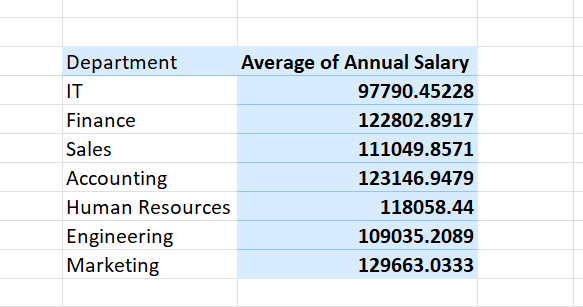 Department Average of Annual Salary
IT 97790.45228
Finance 122802.8917
Sales 111049.8571
Accounting 123146.9479
Human Resources 118058.44
Engineering 109035.2089
Marketing 129663.0333